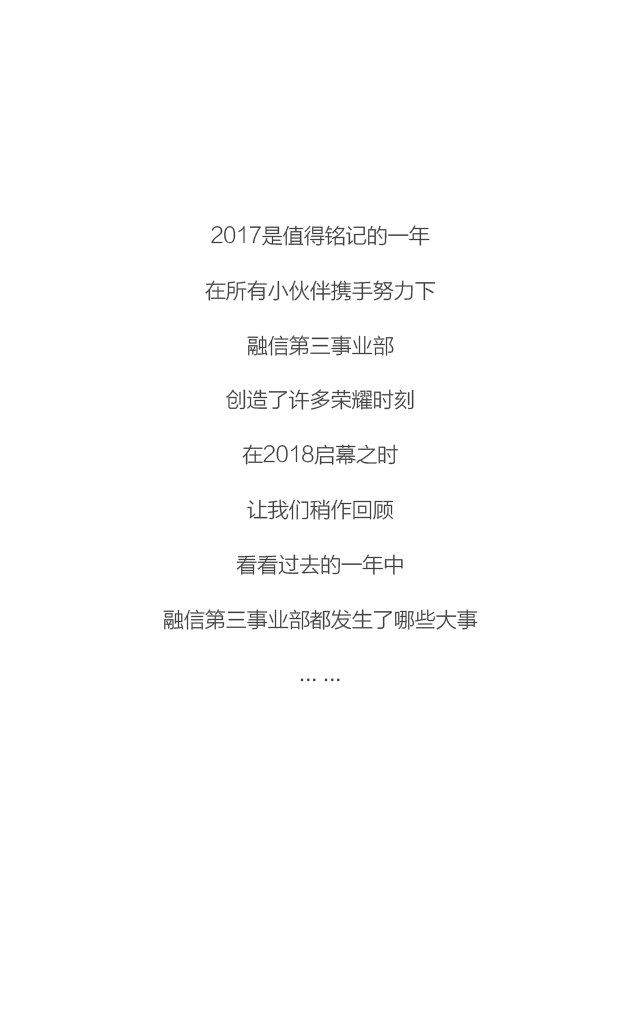 2017是值得铭记的一年
在所有小伙伴携手努力下
融信第三事业部
创造了许多荣耀时刻
在2018启幕之时
让我们稍作回顾
看看过去的一年中
融信第三事业部都发生了哪些大事
... ...